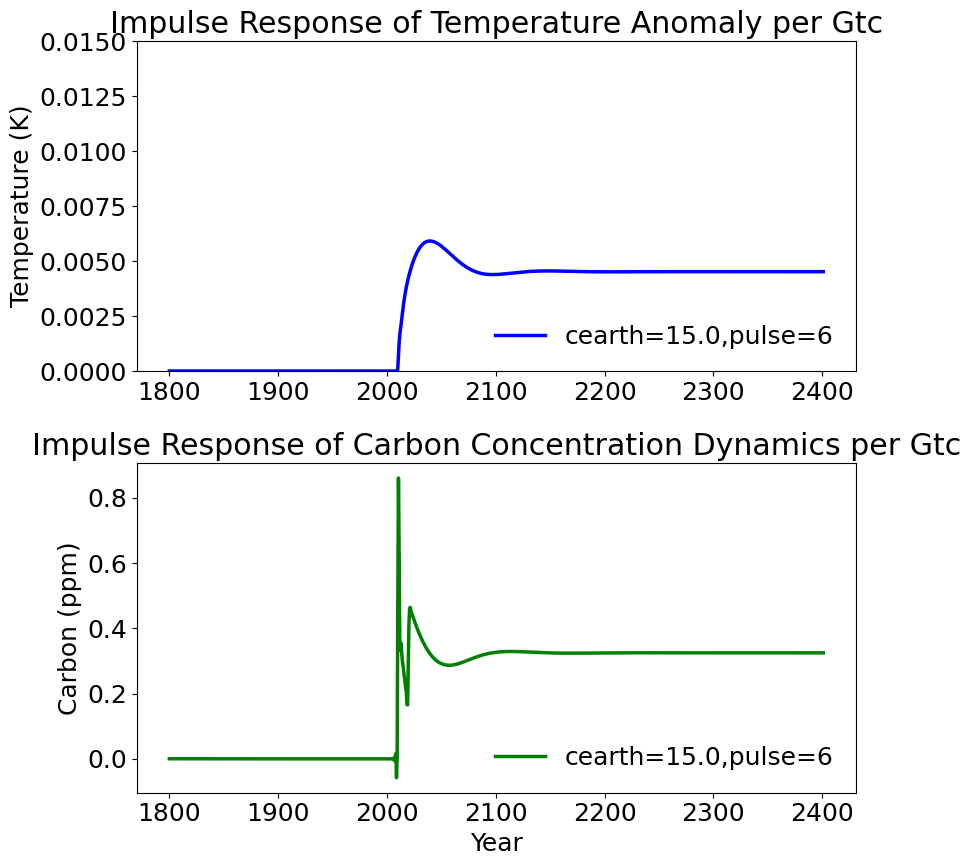 Impulse Response of Temperature Anomaly per Gtc
0.0150
0.0125
0.0100
0.0075
0.0050
0.0025
0.0000
Temperature (K)
cearth=15.0,pulse=6
1800 1900 2000 2100 2200 2300 2400
Impulse Response of Carbon Concentration Dynamics per Gtc
0.8
0.6
0.4
0.2
0.0
Carbon (ppm)
cearth=15.0,pulse=6
1800 1900 2000 2100 2200 2300 2400
Year